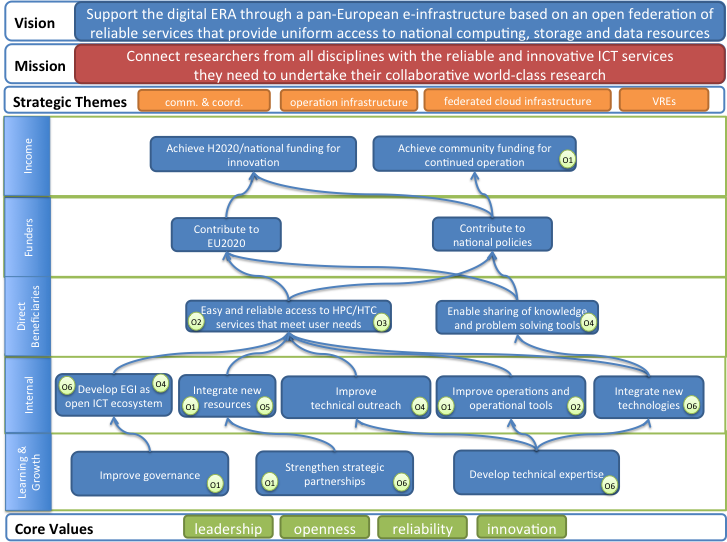 Vision
Support the digital ERA through a pan-European e-infrastructure based on an open federation of
reliable services that provide uniform access to national computing, storage and data resources
Mission
Connect researchers from all disciplines with the reliable and innovative ICT services
they need to undertake their collaborative world-class research
Strategic Themes
comm. & coord.
operation infrastructure
federated cloud infrastructure
VREs
Income
Achieve H2020/national funding for
innovation
Achieve community funding for
continued operation
O1
Funders
Contribute to
EU2020
Contribute to
national policies
Direct
Beneficiaries
Easy and reliable access to HPC/HTC
services that meet user needs
O2
O3
Enable sharing of knowledge
and problem solving tools
O4
Internal
Develop EGI as
open ICT ecosystem
O6
O4
Integrate new
resources
O1
O5
Improve
technical outreach
O4
Improve operations and
operational tools
O1
O2
Integrate new
technologies
O6
Learning &
Growth
Improve governance
O1
Strengthen strategic
partnerships
O1
O6
Develop technical expertise
O6
Core Values
leadership
openness
reliability
innovation